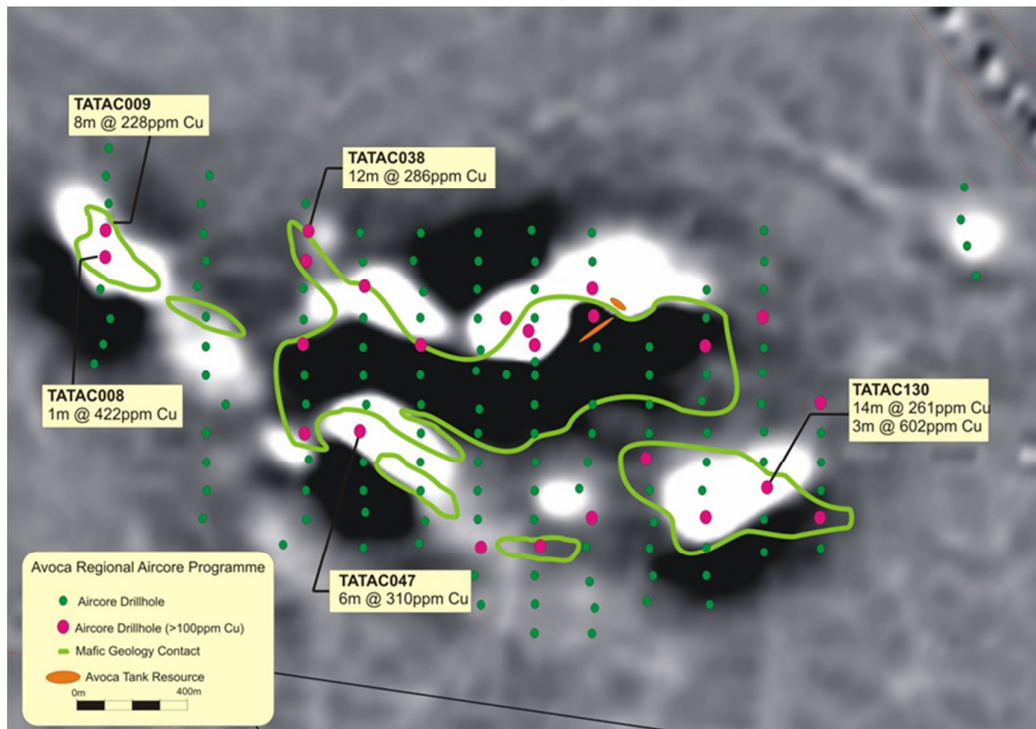 TATAC009
8m @ 228ppm Cu
TATAC038
12m @ 286ppm Cu
TATAC008
1m @ 422ppm Cu
TATAC130
14m @ 261ppm Cu
3m @ 602ppm Cu
TATAC047
6m @ 310ppm Cu
Avoca Regional Aircore Programme
Aircore Drillhole
Aircore Drillhole (>100ppm Cu)
Mafic Geology Contact
Avoca Tank Resource
0m 400m